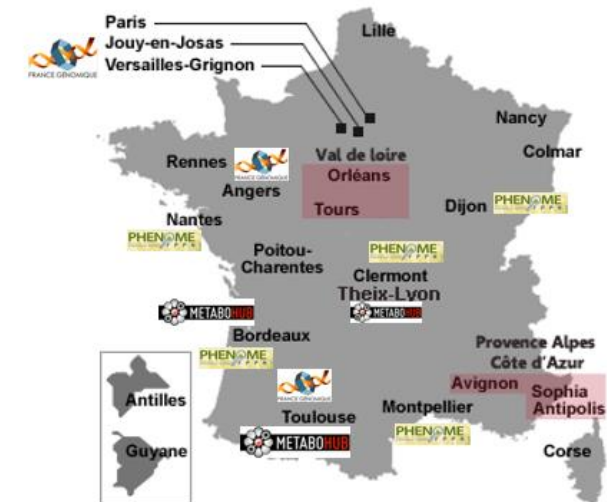 Paris
Jouy-en-Josas
Versailles-Grignon
FRANCE GENOMIQUE
Lille
Nancy
Colmar
Rennes
Angers
Val de loire
Orléans
Tours
Dijon
PHENOME
Nantes
PHENOME
Poitou-
Charentes
PHENOME
Clermont
Theix-Lyon
METABOHUB
METABOHUB
Bordeaux
PHENOME
Provence Alpes
Côte d'Azur
Avignon
Sophia
Antipolis
Toulouse
METABOHUB
Montpellier
PHENOME
Antilles
Guyane
Corse